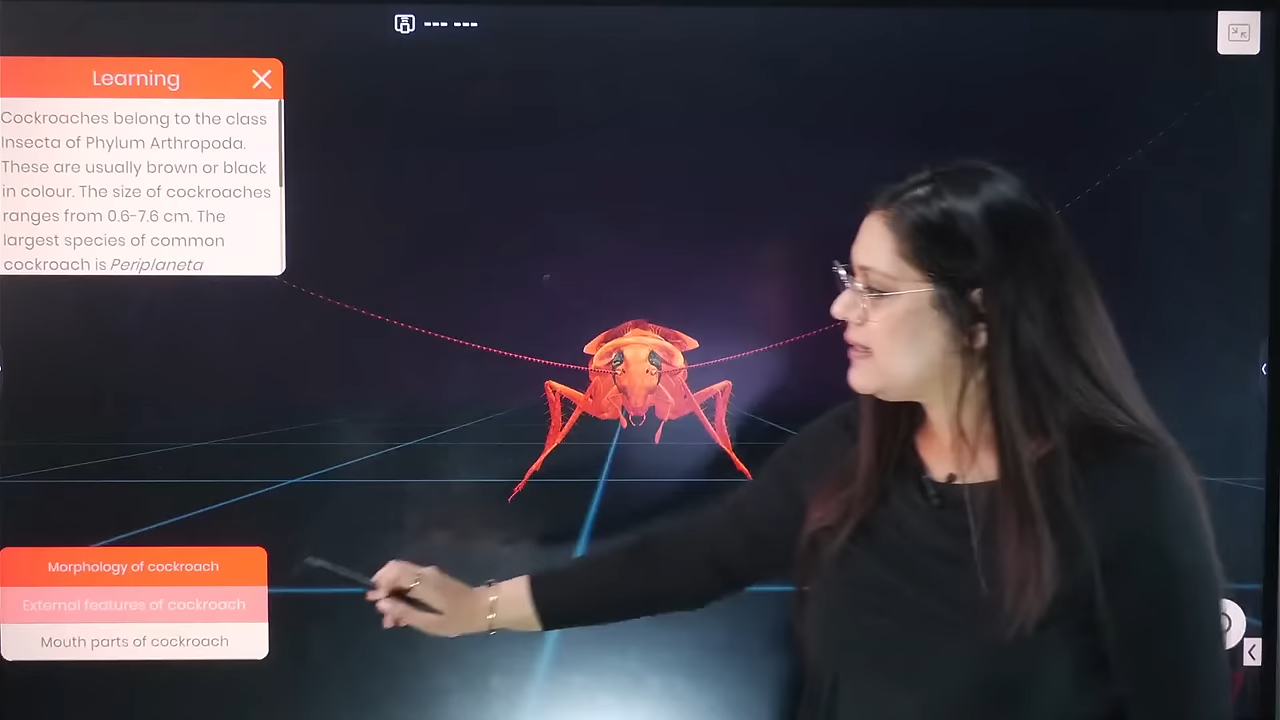 Learning
Cockroaches belong to the class
Insecta of Phylum Arthropoda.
These are usually brown or black
in colour. The size of cockroaches
ranges from 0.6-7.6 cm. The
largest species of common
cockroach is Periplaneta
Morphology of cockroach
External features of cockroach
Mouth parts of cockroach